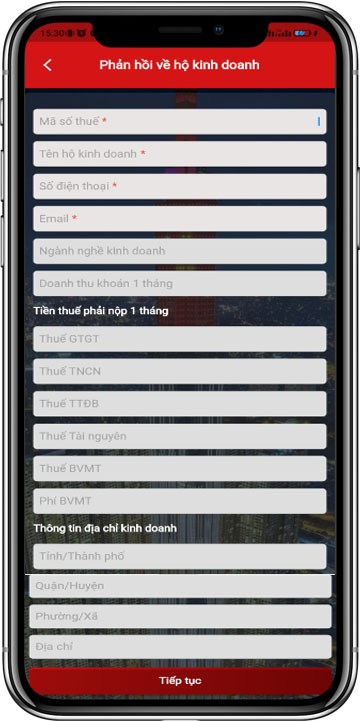 15:30
Phản hồi về hộ kinh doanh
Mã số thuế *
Tên hộ kinh doanh *
Số điện thoại *
Email *
Ngành nghề kinh doanh
Doanh thu khoán 1 tháng
Tiền thuế phải nộp 1 tháng
Thuế GTGT
Thuế TNCN
Thuế TTĐB
Thuế Tài nguyên
Thuế BVMT
Phí BVMT
Thông tin địa chỉ kinh doanh
Tỉnh/Thành phố
Quận/Huyện
Phường/Xã
Địa chỉ
Tiếp tục